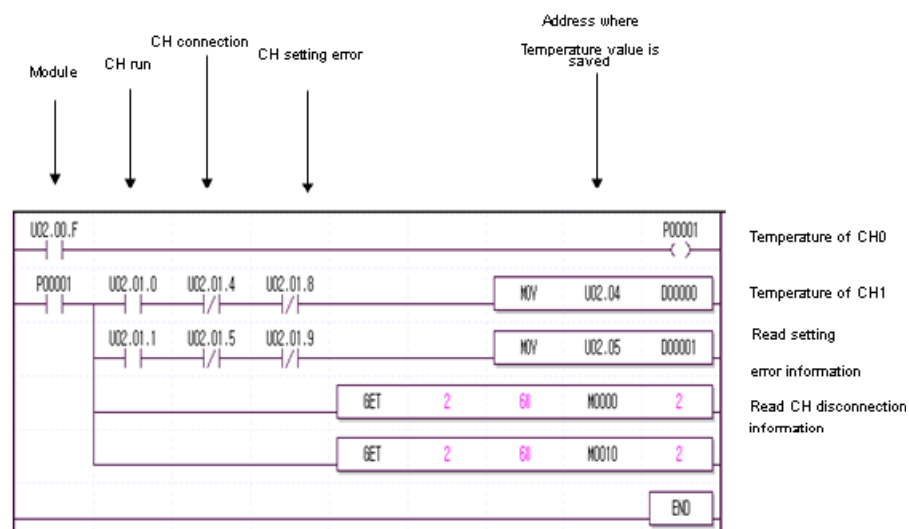 Address where
CH connection
CH setting error
Temperature value is
saved
Module
CH run
U02.00.F P00001
Temperature of CH0
P00001 U02.01.0 U02.01.4 U02.01.8
MOV U02.04 D00000
Temperature of CH1
U02.01.1 U02.01.5 U02.01.9
MOV U02.05 D00001
Read setting
error information
GET 2 60 M0000 2
Read CH disconnection
information
GET 2 60 M0010 2
END